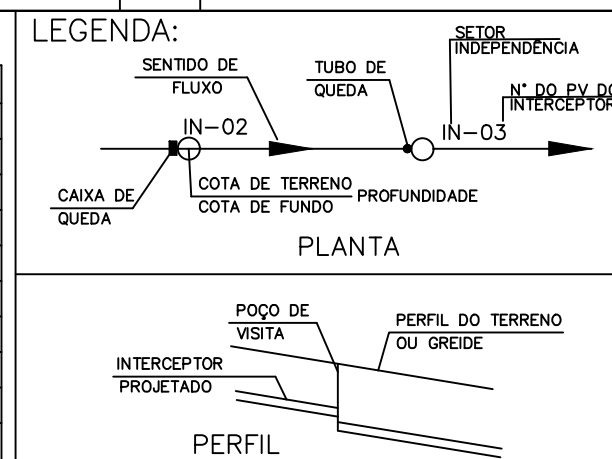 LEGENDA:
SENTIDO DE
FLUXO
TUBO DE
QUEDA
SETOR
INDEPENDÊNCIA
N° DO PV DO
INTERCEPTOR
IN-02
IN-03
CAIXA DE
QUEDA
COTA DE TERRENO
COTA DE FUNDO
PROFUNDIDADE
PLANTA
POÇO DE
VISITA
PERFIL DO TERRENO
OU GREIDE
INTERCEPTOR
PROJETADO
PERFIL